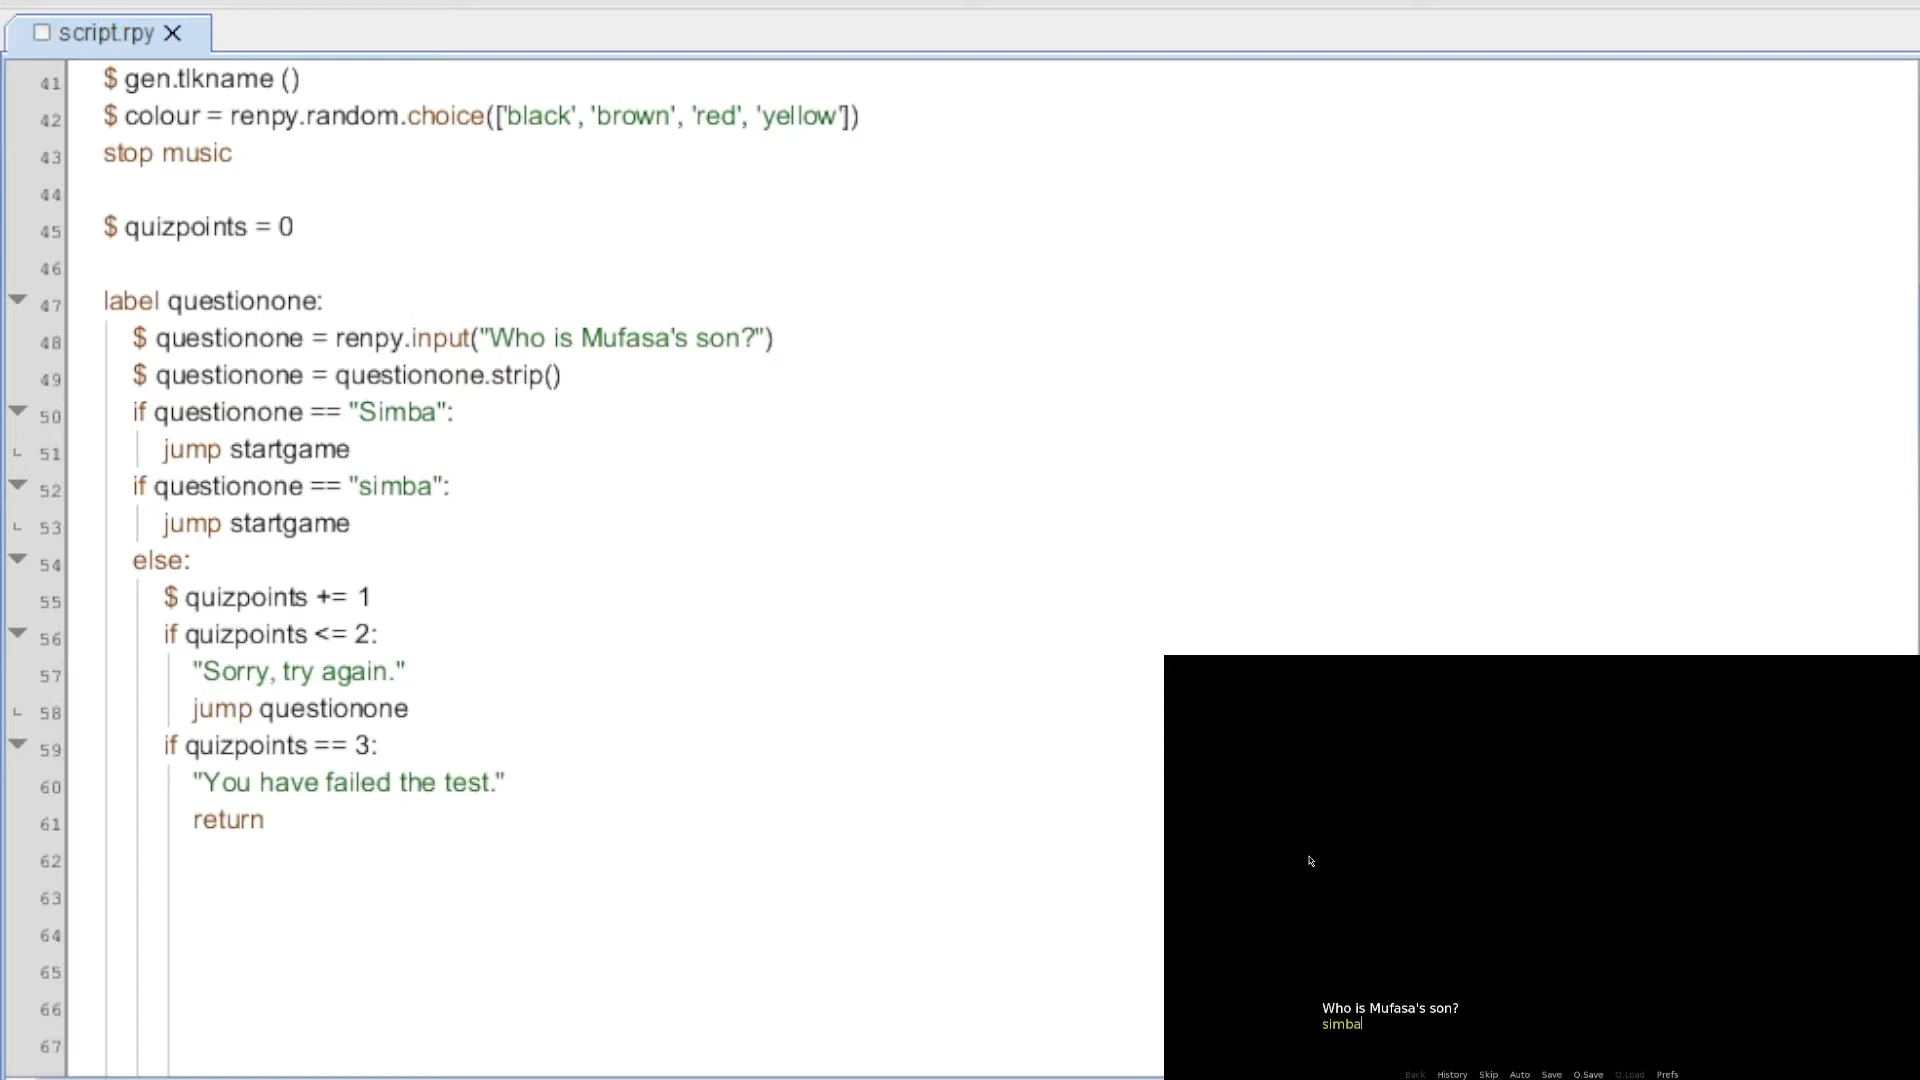 script.rpy
41 $ gen.tlkname ()
42 $ colour = renpy.random.choice(['black', 'brown', 'red', 'yellow'])
43 stop music
44
45 $ quizpoints = 0
46
47 label questionone:
48 $ questionone = renpy.input("Who is Mufasa's son?")
49 $ questionone = questionone.strip()
50 if questionone == "Simba":
51 jump startgame
52 if questionone == "simba":
53 jump startgame
54 else:
55 $ quizpoints += 1
56 if quizpoints <= 2:
57 "Sorry, try again."
58 jump questionone
59 if quizpoints == 3:
60 "You have failed the test."
61 return
62
63
64
65
66
67
Who is Mufasa's son?
simba
Back History Skip Auto Save Q.Save Q.Load Prefs